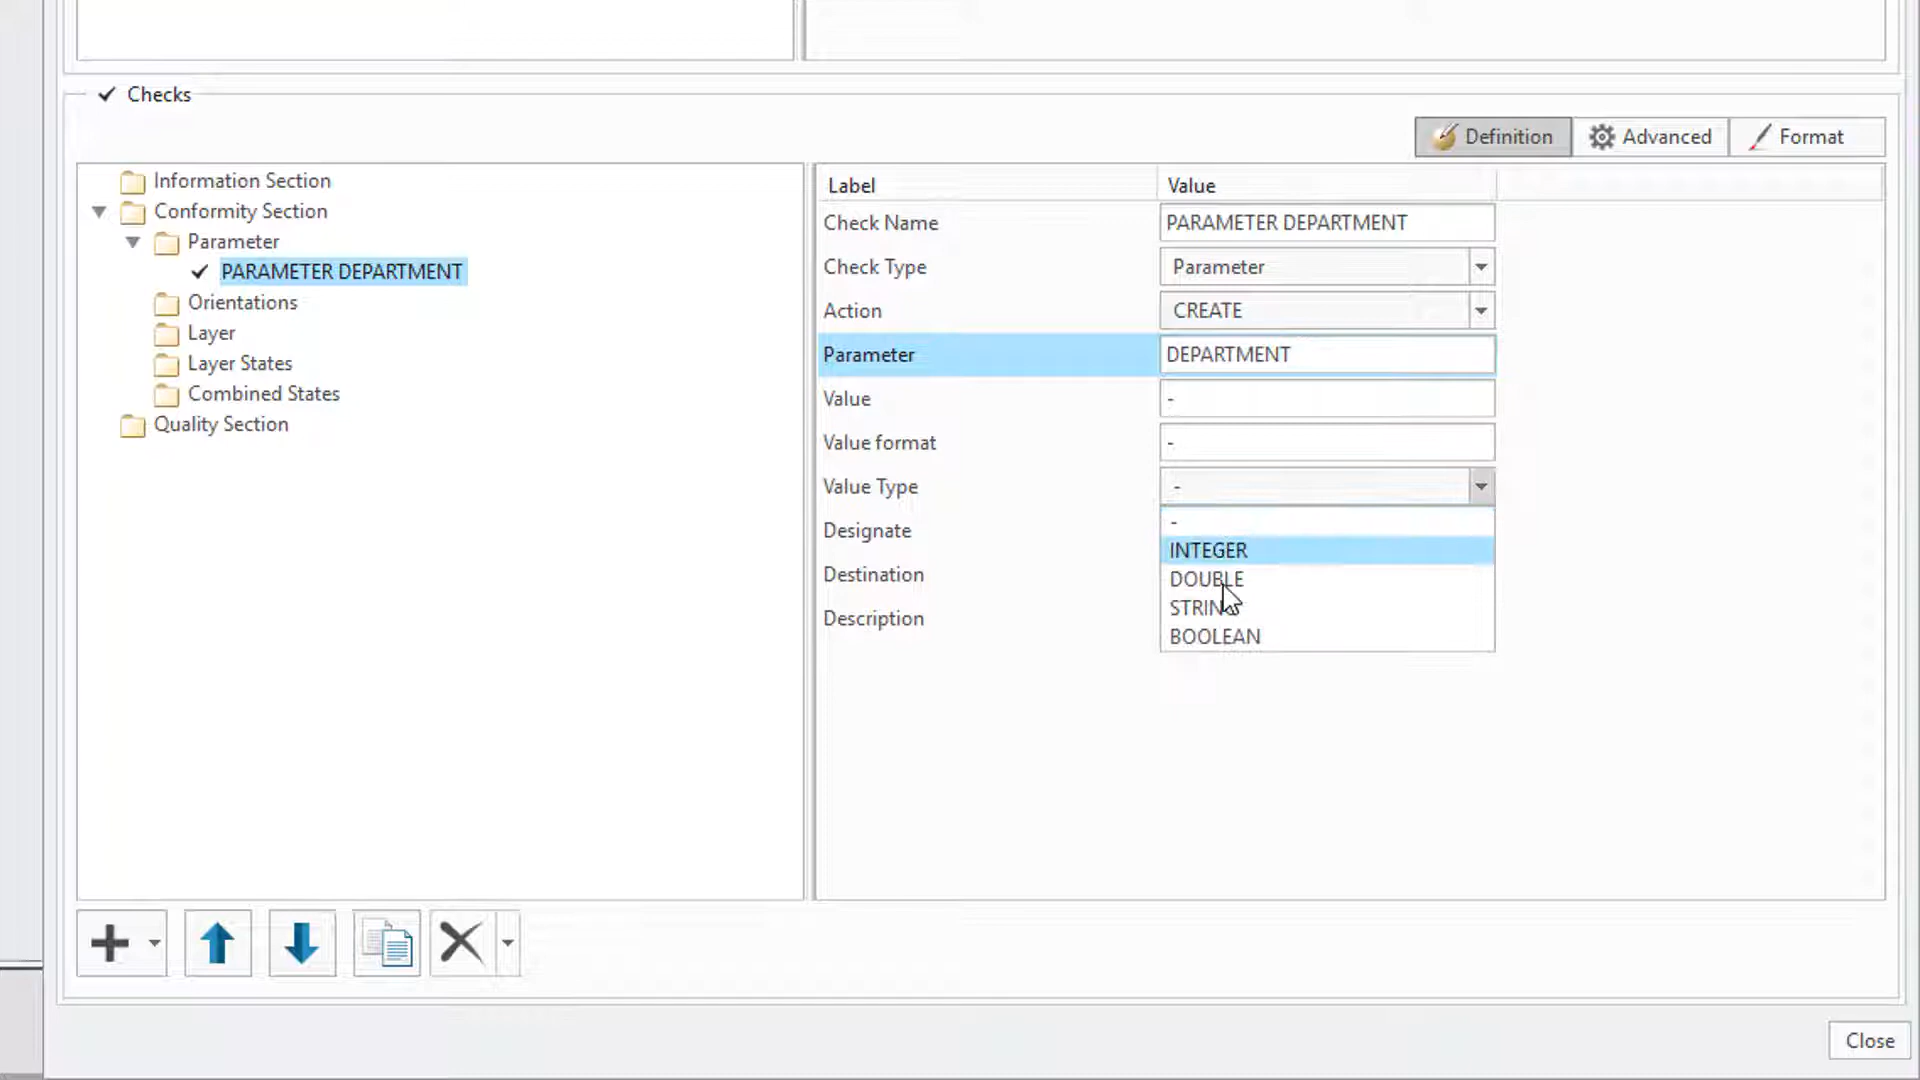 Checks
Definition
Advanced
Format
Information Section
Conformity Section
Parameter
PARAMETER DEPARTMENT
Orientations
Layer
Layer States
Combined States
Quality Section
Label Value
Check Name PARAMETER DEPARTMENT
Check Type Parameter
Action CREATE
Parameter DEPARTMENT
Value -
Value format -
Value Type -
-
Designate
INTEGER
DOUBLE
Destination
STRING
Description
BOOLEAN
Close